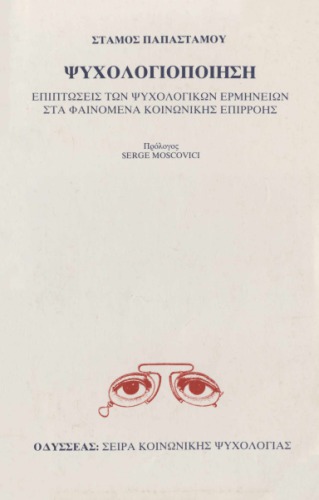 ΣΤΑΜΟΣ ΠΑΠΑΣΤΑΜΟΥ
ΨΥΧΟΛΟΓΙΟΠΟΙΗΣΗ
ΕΠΙΠΤΩΣΕΙΣ ΤΩΝ ΨΥΧΟΛΟΓΙΚΩΝ ΕΡΜΗΝΕΙΩΝ
ΣΤΑ ΦΑΙΝΟΜΕΝΑ ΚΟΙΝΩΝΙΚΗΣ ΕΠΙΡΡΟΗΣ
Πρόλογος
SERGE MOSCOVICI
ΟΔΥΣΣΕΑΣ: ΣΕΙΡΑ ΚΟΙΝΩΝΙΚΗΣ ΨΥΧΟΛΟΓΙΑΣ